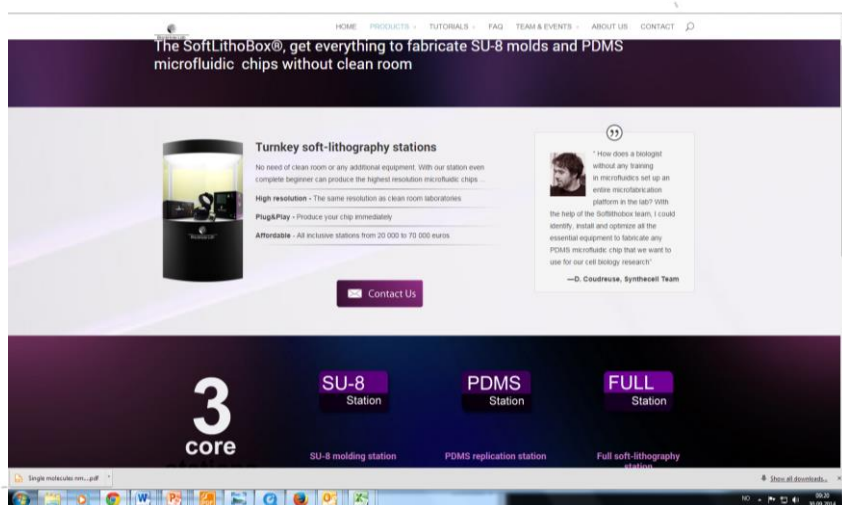 HOME PRODUCTS TUTORIALS FAQ TEAM & EVENTS ABOUT US CONTACT
The SoftLithoBox®, get everything to fabricate SU-8 molds and PDMS
microfluidic chips without clean room
Turnkey soft-lithography stations
No need of clean room or any additional equipment. With our station even
complete beginner can produce the highest resolution microfluidic chips ...
High resolution - The same resolution as clean room laboratories
Plug&Play - Produce your chip immediately
Affordable - All inclusive stations from 20 000 to 70 000 euros
Contact Us
" How does a biologist
without any training
in microfluidics set up an
entire microfabrication
platform in the lab? With
the help of the Softlithobox team, I could
identify, install and optimize all the
essential equipment to fabricate any
PDMS microfluidic chip that we want to
use for our cell biology research"
—D. Coudreuse, Synthecell Team
3
core
SU-8
Station
SU-8 molding station
PDMS
Station
PDMS replication station
FULL
Station
Full soft-lithography
station
Single molecules nm....pdf
Show all downloads...
NO
09:20